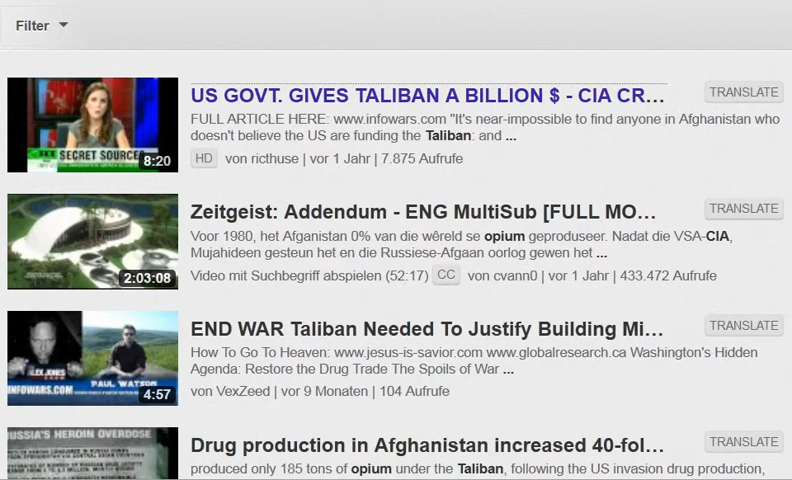 Filter
US GOVT. GIVES TALIBAN A BILLION $ - CIA CR...
TRANSLATE
FULL ARTICLE HERE: www.infowars.com "It's near-impossible to find anyone in Afghanistan who
doesn't believe the US are funding the Taliban: and ...
SECRET SOURCES
8:20
HD von ricthuse | vor 1 Jahr | 7.875 Aufrufe
Zeitgeist: Addendum - ENG MultiSub [FULL MO...
TRANSLATE
Voor 1980, het Afganistan 0% van die wêreld se opium geproduseer. Nadat die VSA-CIA,
Mujahideen gesteun het en die Russiese-Afgaan oorlog gewen het ...
2:03:08
Video mit Suchbegriff abspielen (52:17) CC von cvann0 | vor 1 Jahr | 433.472 Aufrufe
END WAR Taliban Needed To Justify Building Mi...
TRANSLATE
How To Go To Heaven: www.jesus-is-savior.com www.globalresearch.ca Washington's Hidden
Agenda: Restore the Drug Trade The Spoils of War ...
ALEX JONES
PAUL WATSON
INFOWARS.COM
4:57
von VexZeed | vor 9 Monaten | 104 Aufrufe
RUSSIA'S HEROIN OVERDOSE
Drug production in Afghanistan increased 40-fol...
TRANSLATE
produced only 185 tons of opium under the Taliban, following the US invasion drug production,